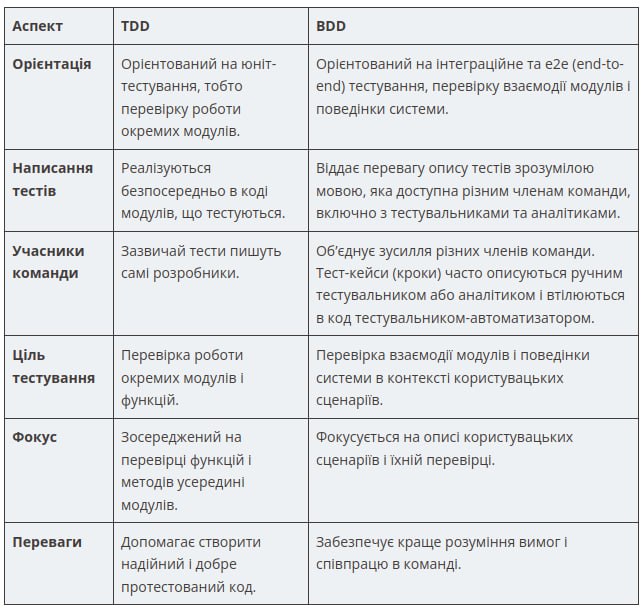 Аспект
TDD
BDD
Орієнтація
Орієнтований на юніт-
тестування, тобто
перевірку роботи
окремих модулів.
Орієнтований на інтеграційне та e2e (end-to-
end) тестування, перевірку взаємодії модулів і
поведінки системи.
Написання
тестів
Реалізуються
безпосередньо в коді
модулів, що тестуються.
Віддає перевагу опису тестів зрозумілою
мовою, яка доступна різним членам команди,
включно з тестувальниками та аналітиками.
Учасники
команди
Зазвичай тести пишуть
самі розробники.
Об’єднує зусилля різних членів команди.
Тест-кейси (кроки) часто описуються ручним
тестувальником або аналітиком і втілюються
в код тестувальником-автоматизатором.
Ціль
тестування
Перевірка роботи
окремих модулів і
функцій.
Перевірка взаємодії модулів і поведінки
системи в контексті користувацьких
сценаріїв.
Фокус
Зосереджений на
перевірці функцій і
методів усередині
модулів.
Фокусується на описі користувацьких
сценаріїв і їхній перевірці.
Переваги
Допомагає створити
надійний і добре
протестований код.
Забезпечує краще розуміння вимог і
співпрацю в команді.